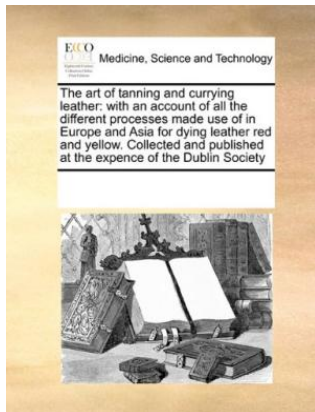 ECCO
Medicine, Science and Technology
The art of tanning and currying
leather: with an account of all the
different processes made use of in
Europe and Asia for dying leather red
and yellow. Collected and published
at the expence of the Dublin Society